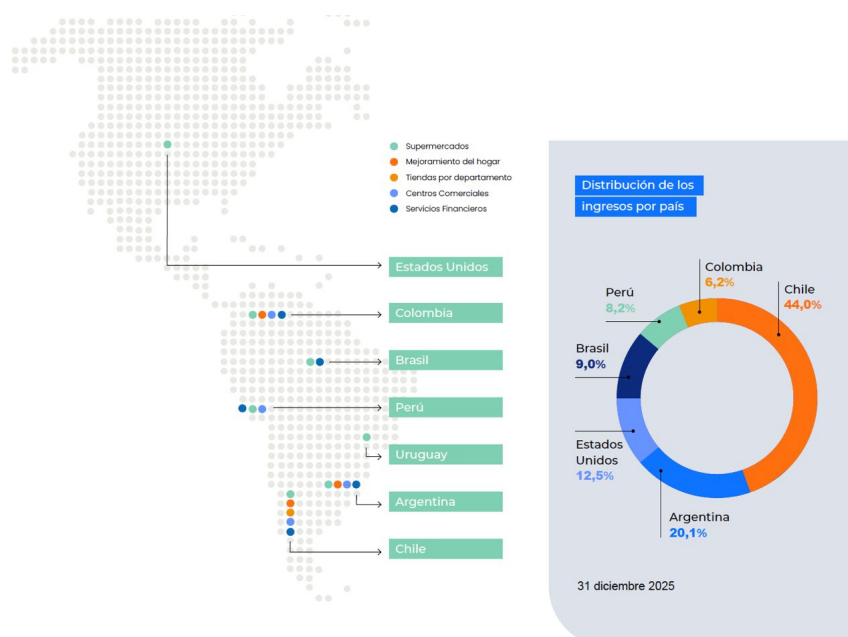 Supermercados
Mejoramiento del hogar
Tiendas por departamento
Centros Comerciales
Servicios Financieros
Estados Unidos
Colombia
Brasil
Perú
Uruguay
Argentina
Chile
Distribución de los
ingresos por país
Colombia
6,2%
Chile
44,0%
Perú
8,2%
Brasil
9,0%
Estados
Unidos
12,5%
Argentina
20,1%
31 diciembre 2025